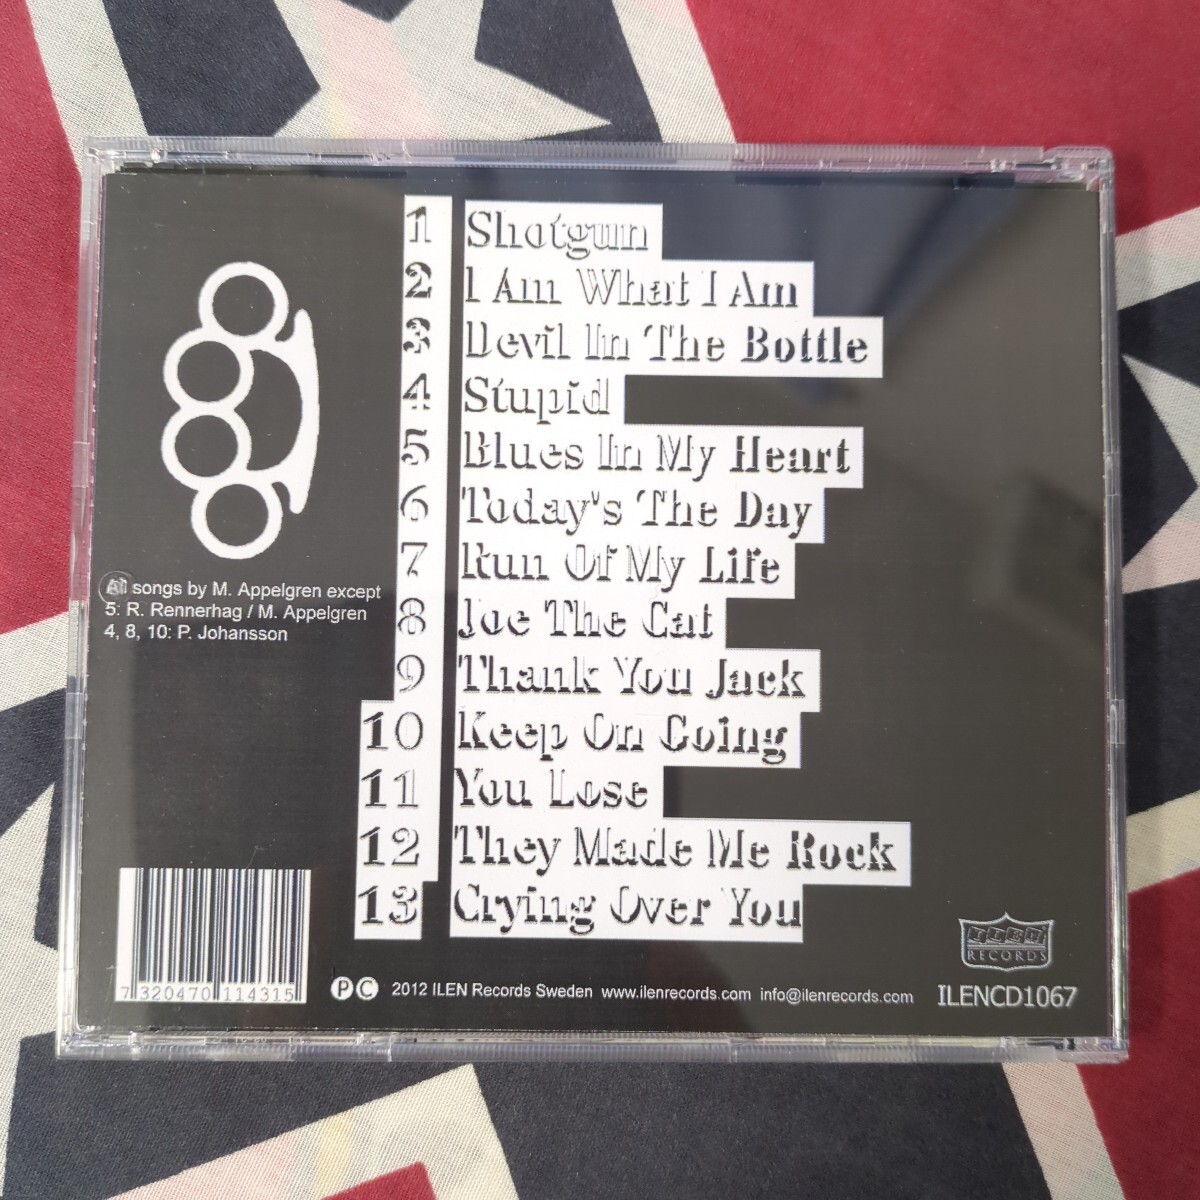 1 Shotgun
2 I Am What I Am
3 Devil In The Bottle
4 Stupid
5 Blues In My Heart
6 Today's The Day
7 Run Of My Life
8 Joe The Cat
9 Thank You Jack
10 Keep On Going
11 You Lose
12 They Made Me Rock
13 Crying Over You
All songs by M. Appelgren except
5: R. Rennerhag / M. Appelgren
4, 8, 10: P. Johansson
7 320470 114315
ILEN
RECORDS
Ⓟ Ⓒ 2012 ILEN Records Sweden www.ilenrecords.com info@ilenrecords.com
ILENCD1067